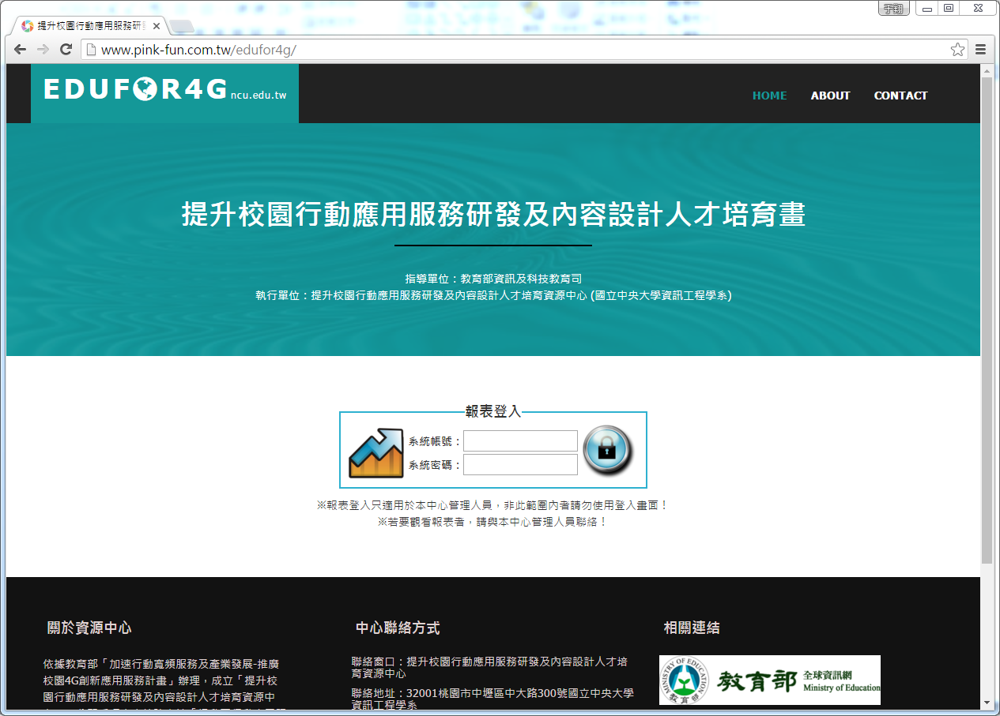 于翔
提升校園行動應用服務研
www.pink-fun.com.tw/edufor4g/
EDUFOR4G ncu.edu.tw
HOME ABOUT CONTACT
提升校園行動應用服務研發及內容設計人才培育畫
指導單位：教育部資訊及科技教育司
執行單位：提升校園行動應用服務研發及內容設計人才培育資源中心 (國立中央大學資訊工程學系)
報表登入
系統帳號：
系統密碼：
※報表登入只適用於本中心管理人員，非此範圍內者請勿使用登入畫面！
※若要觀看報表者，請與本中心管理人員聯絡！
關於資源中心
依據教育部「加速行動寬頻服務及產業發展-推廣
校園4G創新應用服務計畫」辦理，成立「提升校
園行動應用服務研發及內容設計人才培育資源中
中心聯絡方式
聯絡窗口：提升校園行動應用服務研發及內容設計人才培
育資源中心
聯絡地址：32001桃園市中壢區中大路300號國立中央大學
資訊工程學系
相關連結
MINISTRY OF EDUCATION
教育部
教育部 全球資訊網
Ministry of Education